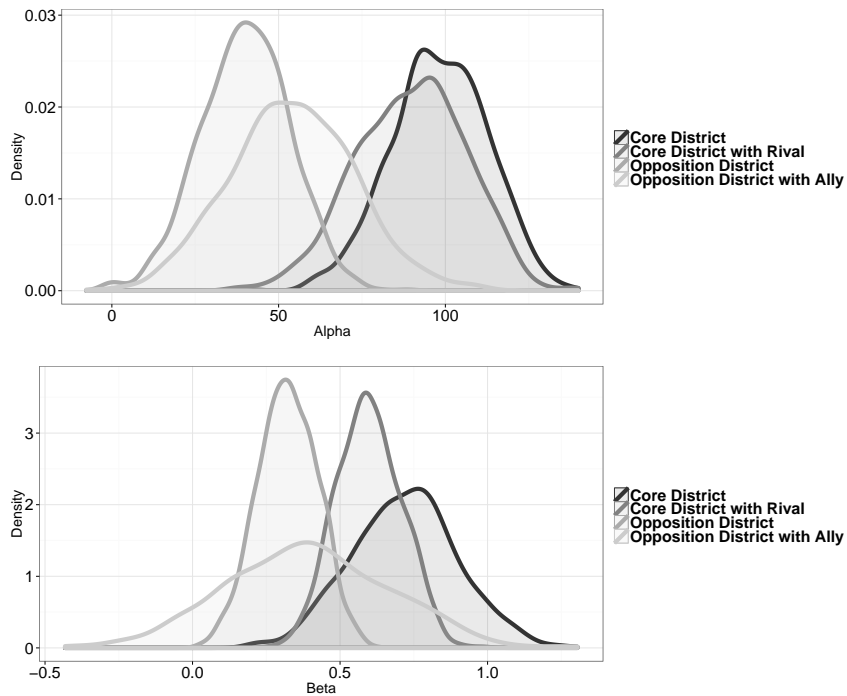 0.03
0.02
0.01
0.00
Density
0
50
100
Alpha
Core District
Core District with Rival
Opposition District
Opposition District with Ally
3
2
1
0
Density
−0.5
0.0
0.5
1.0
Beta
Core District
Core District with Rival
Opposition District
Opposition District with Ally